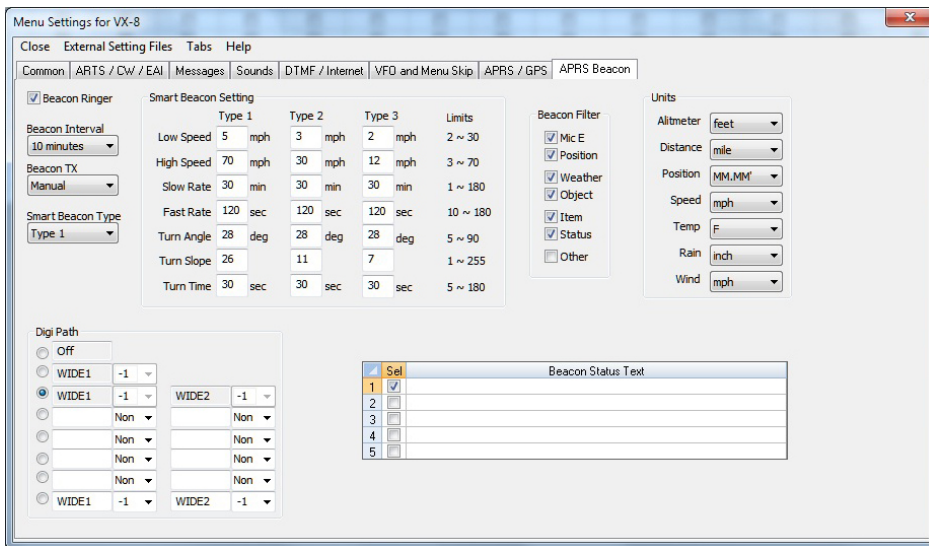 Menu Settings for VX-8
x
Close External Setting Files Tabs Help
Common ARTS / CW / EAI Messages Sounds DTMF / Internet VFO and Menu Skip APRS / GPS APRS Beacon
Beacon Ringer
Beacon Interval
10 minutes
Beacon TX
Manual
Smart Beacon Type
Type 1
Smart Beacon Setting
Type 1 Type 2 Type 3 Limits
Low Speed 5 mph 3 mph 2 mph 2 ~ 30
High Speed 70 mph 30 mph 12 mph 3 ~ 70
Slow Rate 30 min 30 min 30 min 1 ~ 180
Fast Rate 120 sec 120 sec 120 sec 10 ~ 180
Turn Angle 28 deg 28 deg 28 deg 5 ~ 90
Turn Slope 26 11 7 1 ~ 255
Turn Time 30 sec 30 sec 30 sec 5 ~ 180
Beacon Filter
Mic E
Position
Weather
Object
Item
Status
Other
Units
Altimeter feet
Distance mile
Position MM.MM'
Speed mph
Temp F
Rain inch
Wind mph
Digi Path
Off
WIDE1 -1
WIDE1 -1 WIDE2 -1
Non Non
Non Non
Non Non
Non Non
WIDE1 -1 WIDE2 -1
Sel Beacon Status Text
1
2
3
4
5